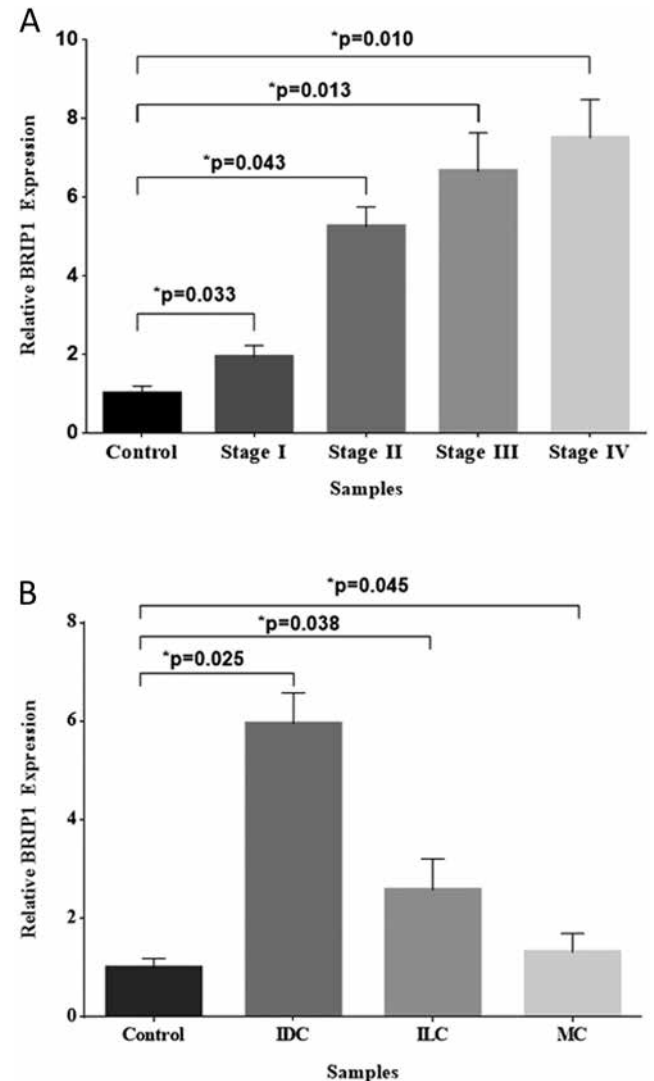 A
10
*p=0.010
*p=0.013
8
*p=0.043
6
Relative BRIP1 Expression
4
*p=0.033
2
0
Control Stage I Stage II Stage III Stage IV
Samples
B
*p=0.045
8
*p=0.038
*p=0.025
6
Relative BRIP1 Expression
4
2
0
Control IDC ILC MC
Samples